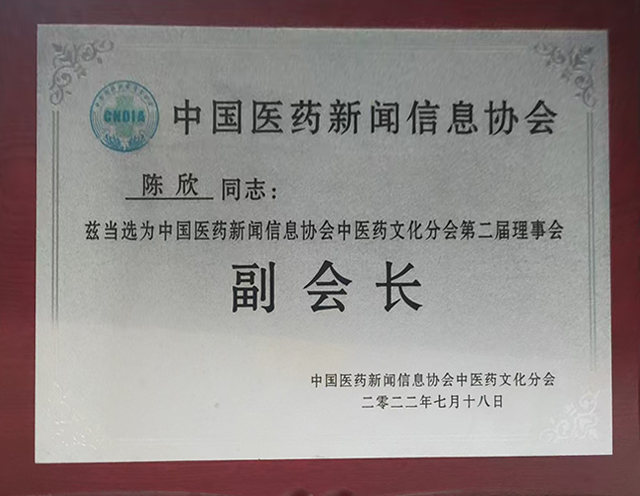 CNDIA
中国医药新闻信息协会
陈欣 同志：
兹当选为中国医药新闻信息协会中医药文化分会第二届理事会
副会长
中国医药新闻信息协会中医药文化分会
二零二二年七月十八日